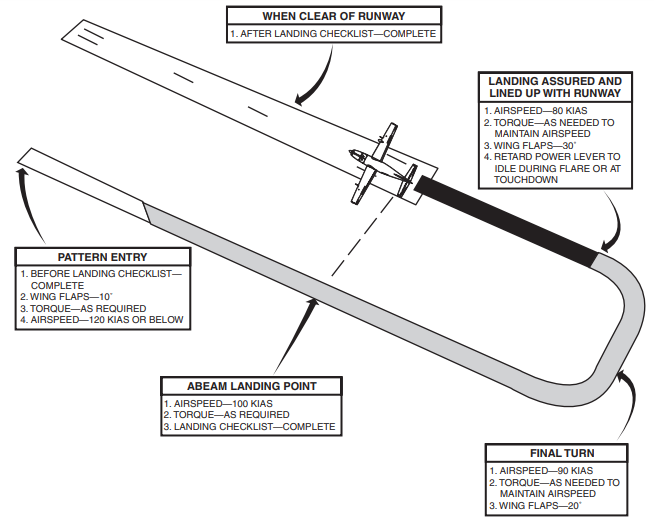 WHEN CLEAR OF RUNWAY
1. AFTER LANDING CHECKLIST—COMPLETE
LANDING ASSURED AND
LINED UP WITH RUNWAY
1. AIRSPEED—80 KIAS
2. TORQUE—AS NEEDED TO
MAINTAIN AIRSPEED
3. WING FLAPS—30°
4. RETARD POWER LEVER TO
IDLE DURING FLARE OR AT
TOUCHDOWN
PATTERN ENTRY
1. BEFORE LANDING CHECKLIST—
COMPLETE
2. WING FLAPS—10°
3. TORQUE—AS REQUIRED
4. AIRSPEED—120 KIAS OR BELOW
ABEAM LANDING POINT
1. AIRSPEED—100 KIAS
2. TORQUE—AS REQUIRED
3. LANDING CHECKLIST—COMPLETE
FINAL TURN
1. AIRSPEED—90 KIAS
2. TORQUE—AS NEEDED TO
MAINTAIN AIRSPEED
3. WING FLAPS—20°